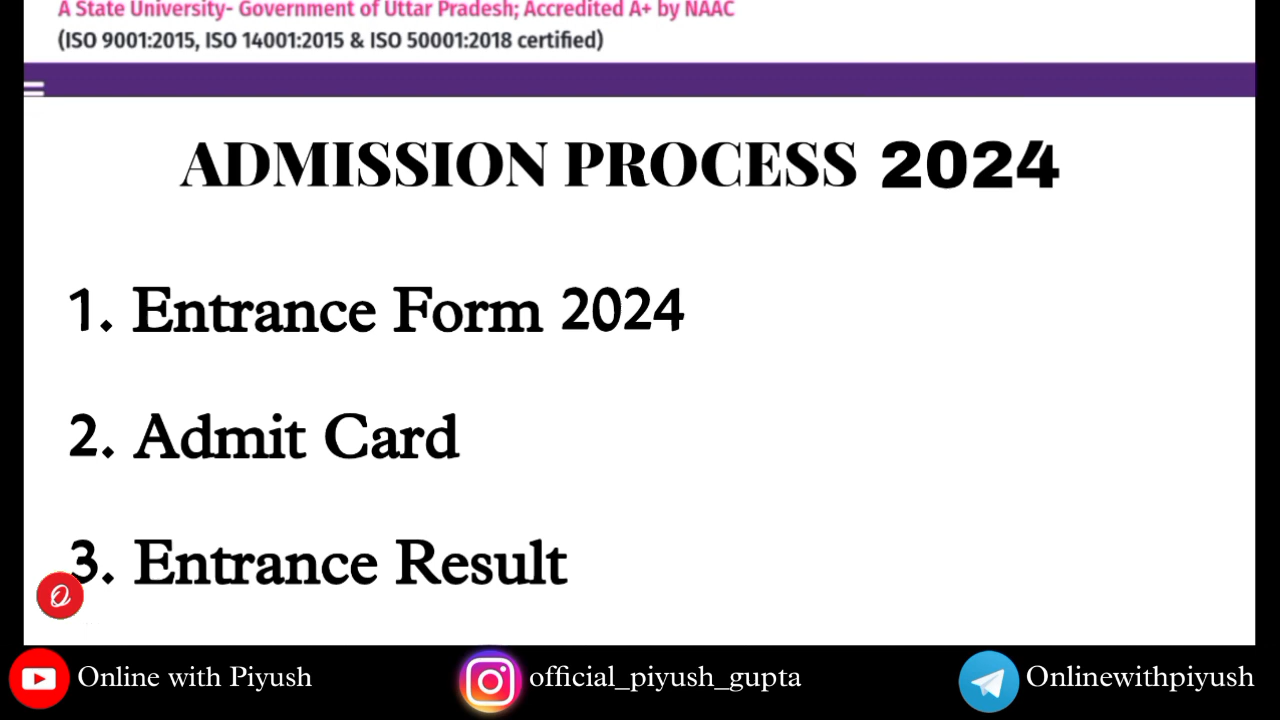 A State University- Government of Uttar Pradesh; Accredited A+ by NAAC
(ISO 9001:2015, ISO 14001:2015 & ISO 50001:2018 certified)
ADMISSION PROCESS 2024
1. Entrance Form 2024
2. Admit Card
3. Entrance Result
Online with Piyush
official_piyush_gupta
Onlinewithpiyush